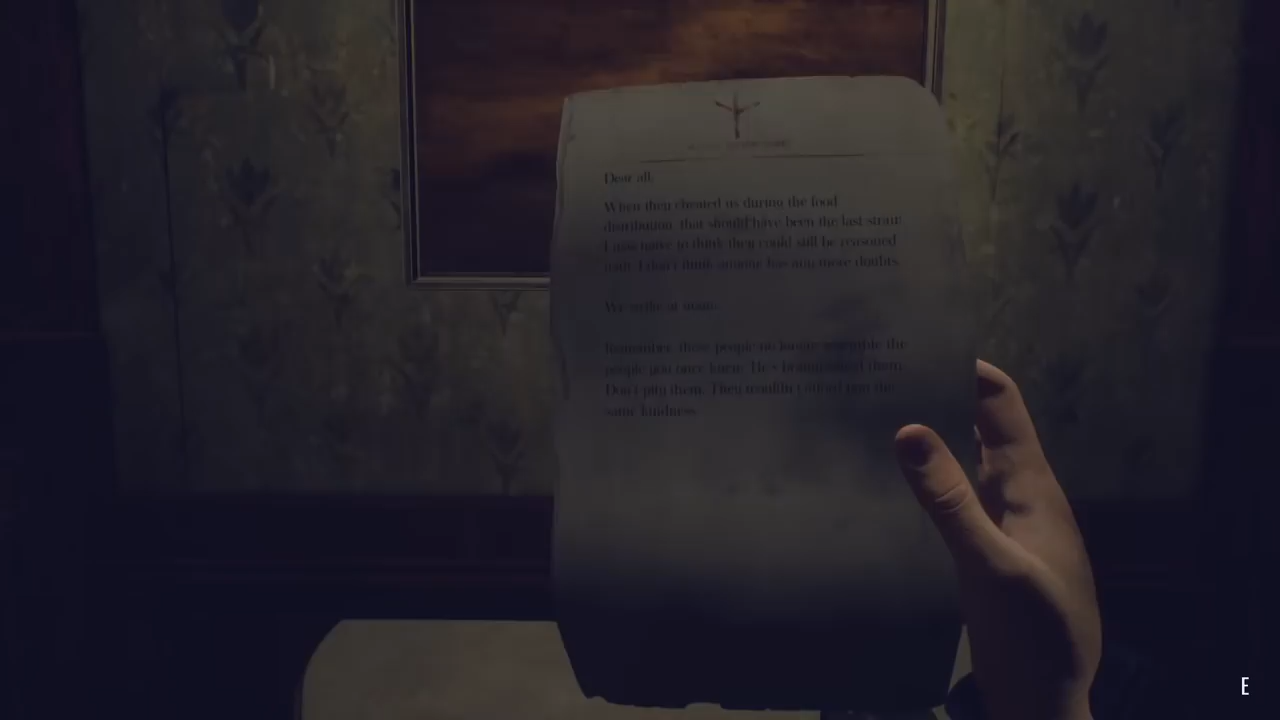 Dear all,
When they cheated us during the food
distribution, that should have been the last straw.
I was naive to think they could still be reasoned
with. I don't think anyone has any more doubts.
We strike at
Remember, these people no longer resemble the
people you once knew. He's brainwashed them.
Don't pity them. They wouldn't afford you the
same kindness.
E